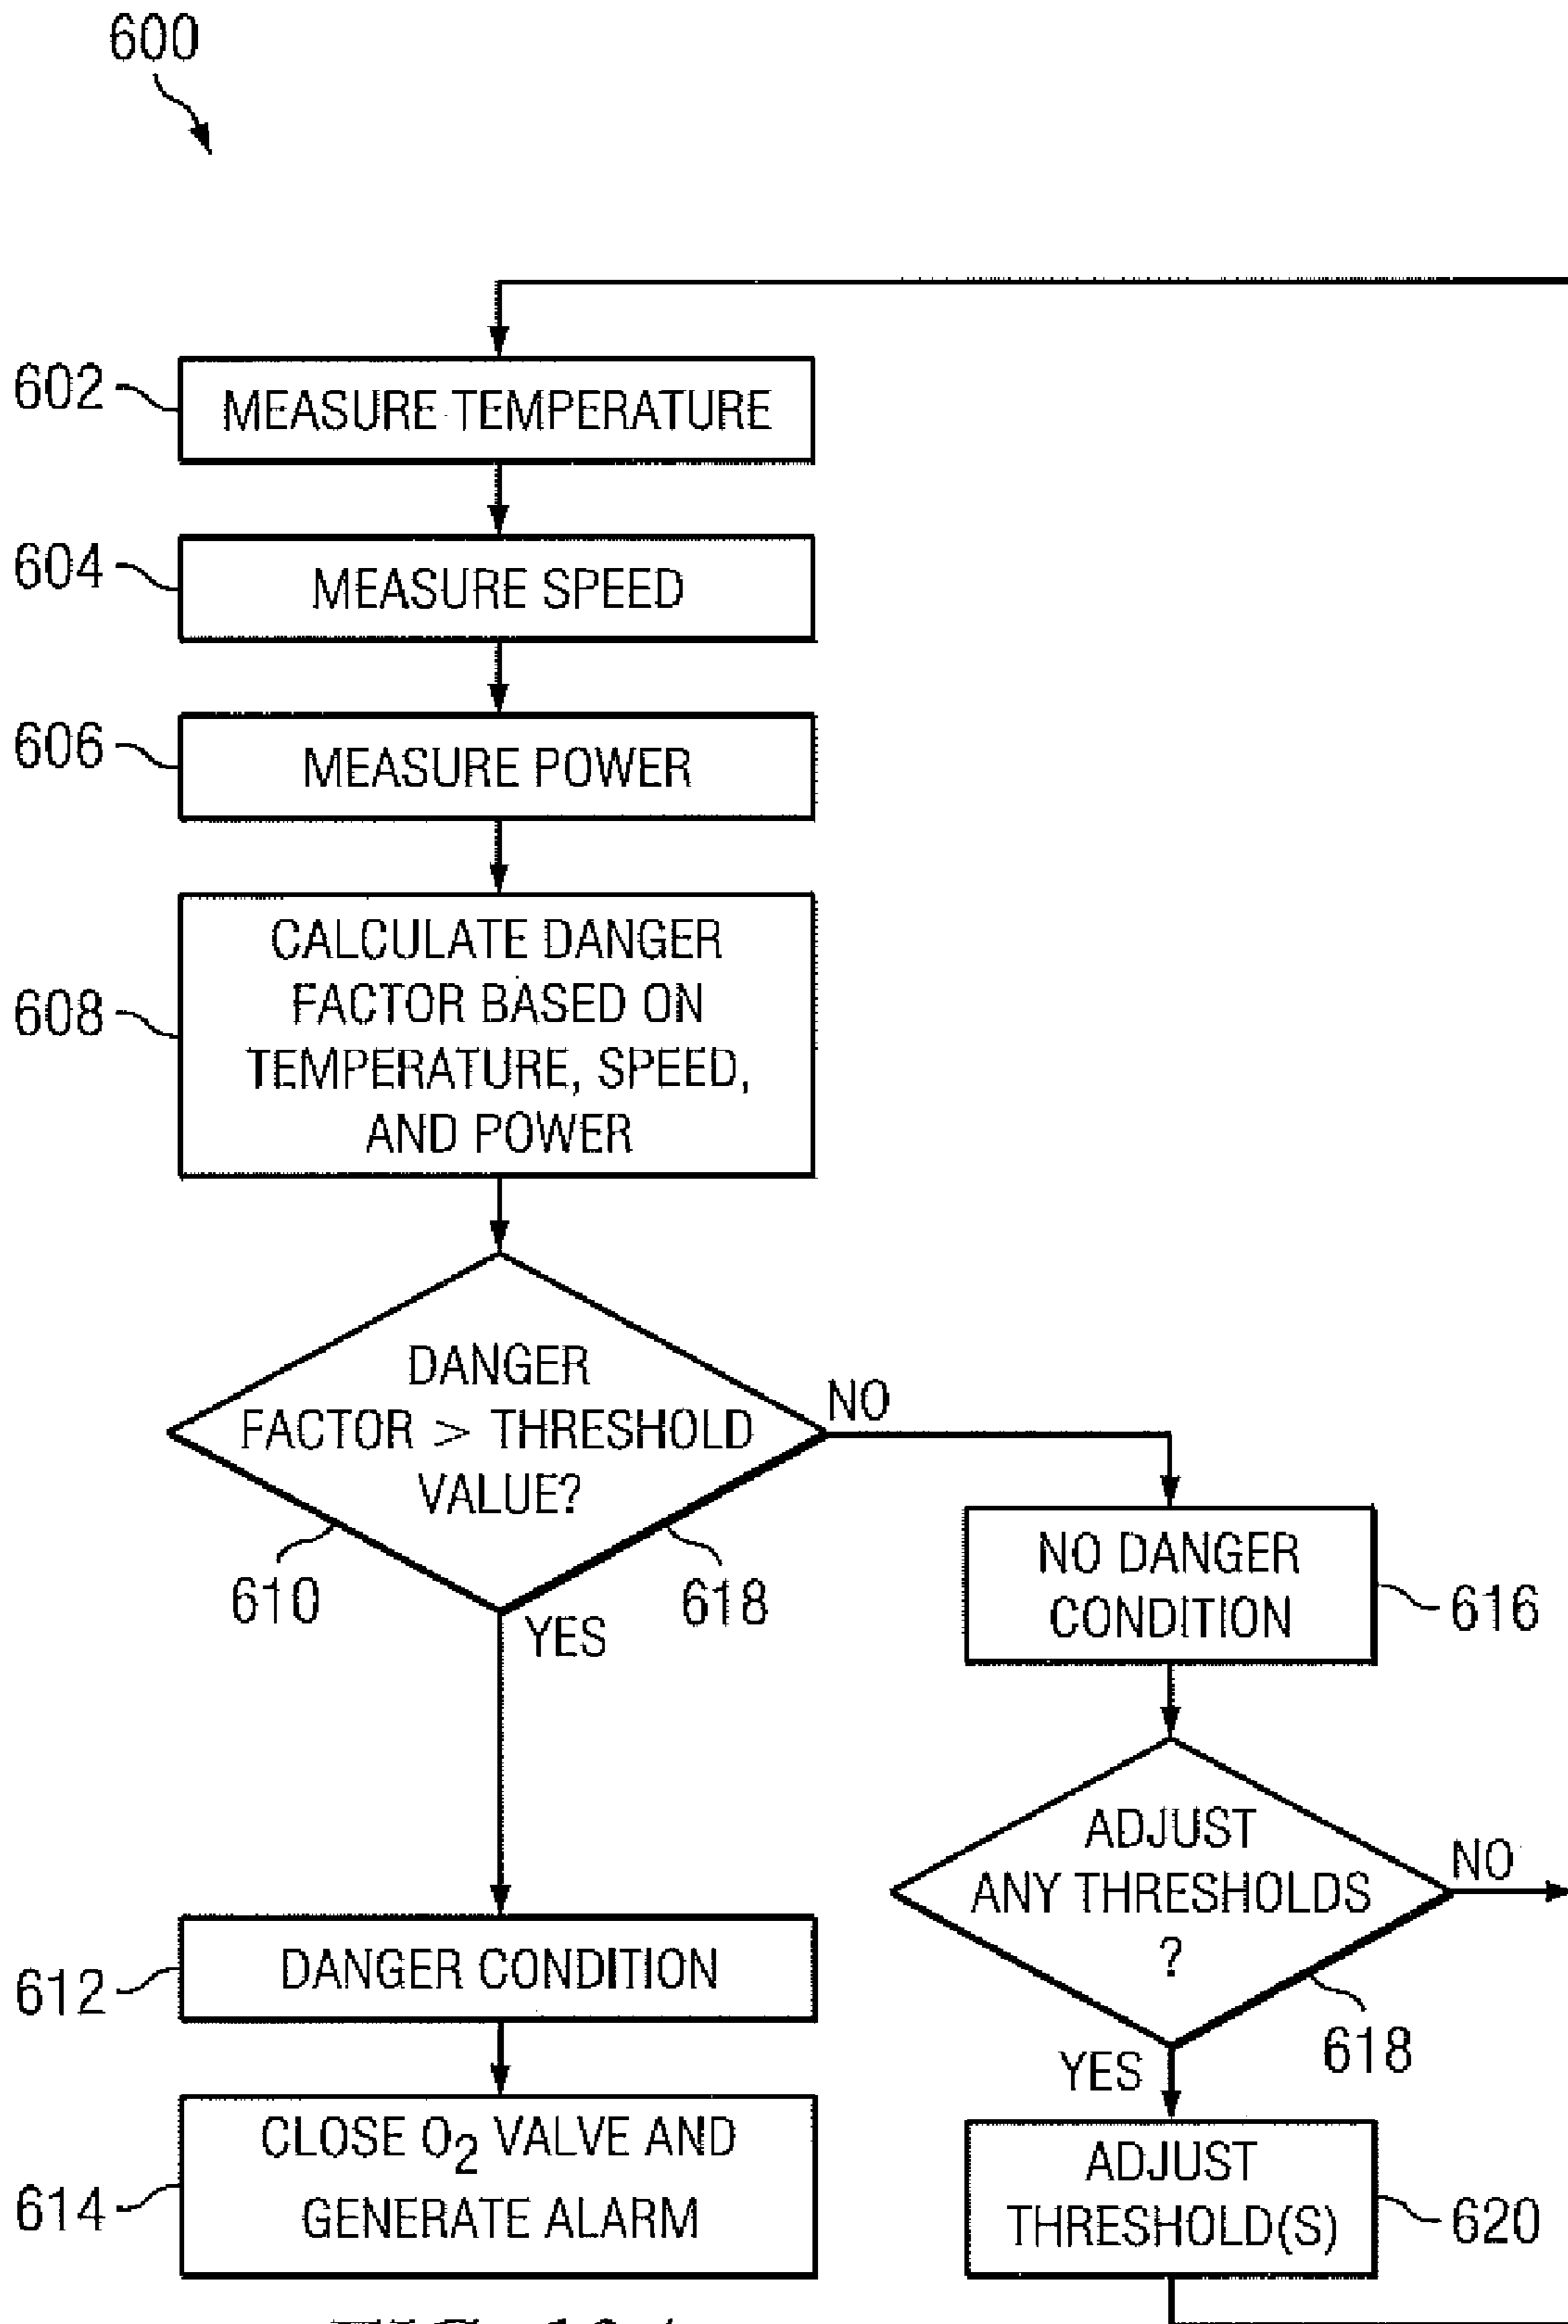 600
602
MEASURE TEMPERATURE
604
MEASURE SPEED
606
MEASURE POWER
608
CALCULATE DANGER
FACTOR BASED ON
TEMPERATURE, SPEED,
AND POWER
DANGER
FACTOR > THRESHOLD
VALUE?
NO
610
618
YES
NO DANGER
CONDITION
616
ADJUST
ANY THRESHOLDS
?
NO
618
YES
612
DANGER CONDITION
614
CLOSE O2 VALVE AND
GENERATE ALARM
ADJUST
THRESHOLD(S)
620